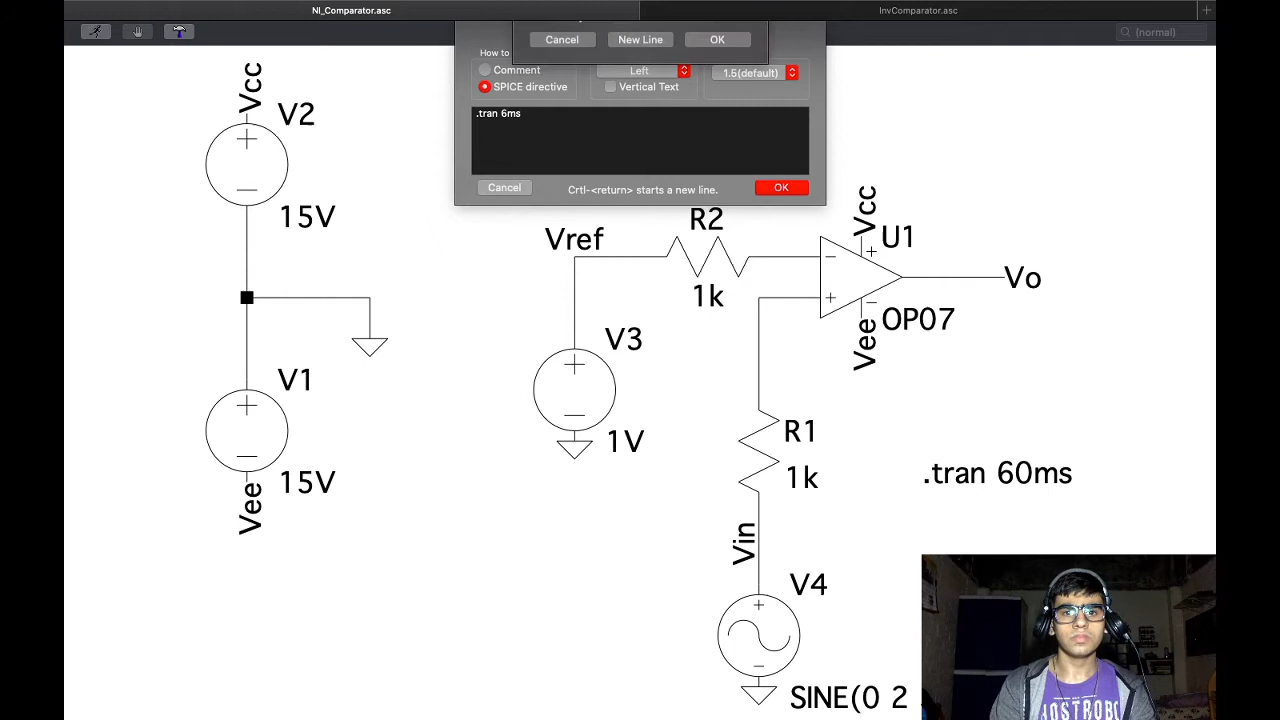 NI_Comparator.asc
InvComparator.asc
(normal)
Cancel
New Line
OK
How to
Comment
Left
1.5(default)
SPICE directive
Vertical Text
.tran 6ms
Cancel
Crtl-<return> starts a new line.
OK
Vcc
V2
15V
V1
15V
Vee
Vref
R2
1k
V3
1V
Vcc
U1
OP07
Vee
Vo
R1
1k
.tran 60ms
Vin
V4
SINE(0 2